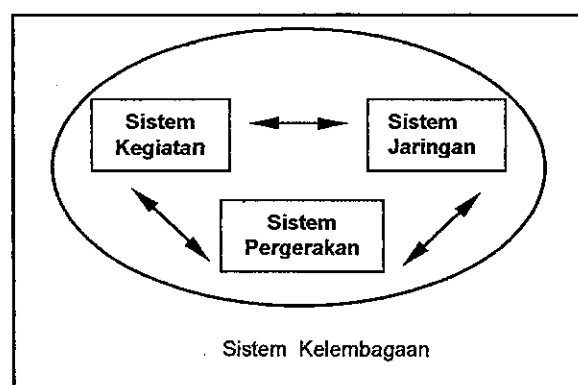 Sistem
Kegiatan
Sistem
Jaringan
Sistem
Pergerakan
Sistem Kelembagaan